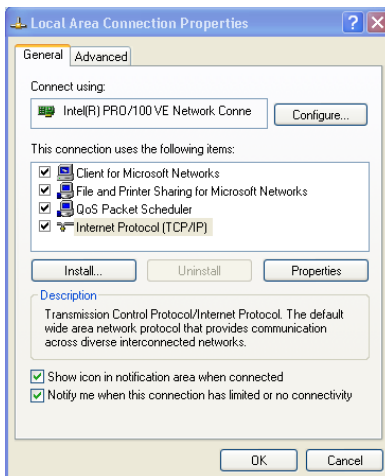 Local Area Connection Properties
General Advanced
Connect using:
Intel(R) PRO/100 VE Network Conne
Configure...
This connection uses the following items:
Client for Microsoft Networks
File and Printer Sharing for Microsoft Networks
QoS Packet Scheduler
Internet Protocol (TCP/IP)
Install... Uninstall Properties
Description
Transmission Control Protocol/Internet Protocol. The default
wide area network protocol that provides communication
across diverse interconnected networks.
Show icon in notification area when connected
Notify me when this connection has limited or no connectivity
OK Cancel